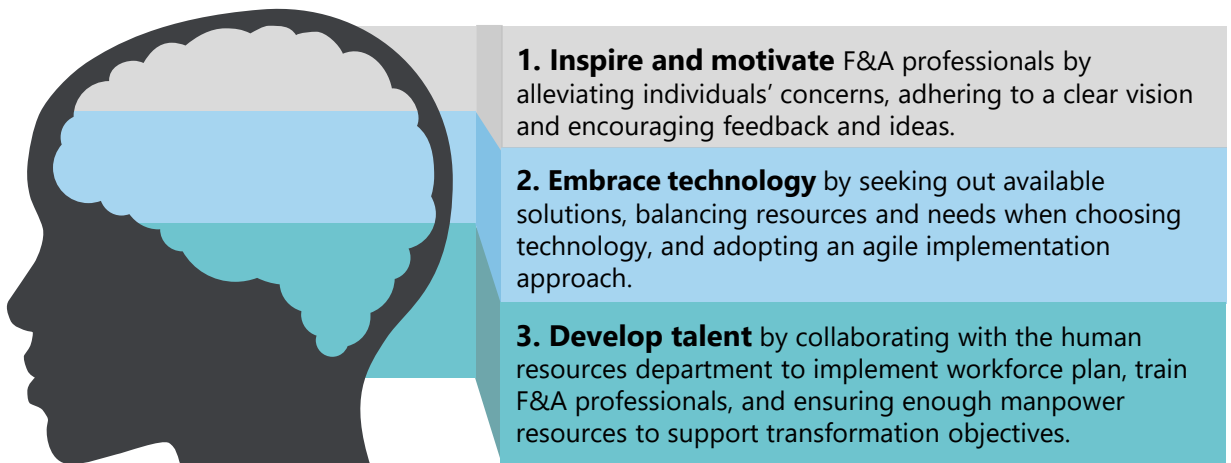 1. Inspire and motivate F&A professionals by
alleviating individuals’ concerns, adhering to a clear vision
and encouraging feedback and ideas.
2. Embrace technology by seeking out available
solutions, balancing resources and needs when choosing
technology, and adopting an agile implementation
approach.
3. Develop talent by collaborating with the human
resources department to implement workforce plan, train
F&A professionals, and ensuring enough manpower
resources to support transformation objectives.